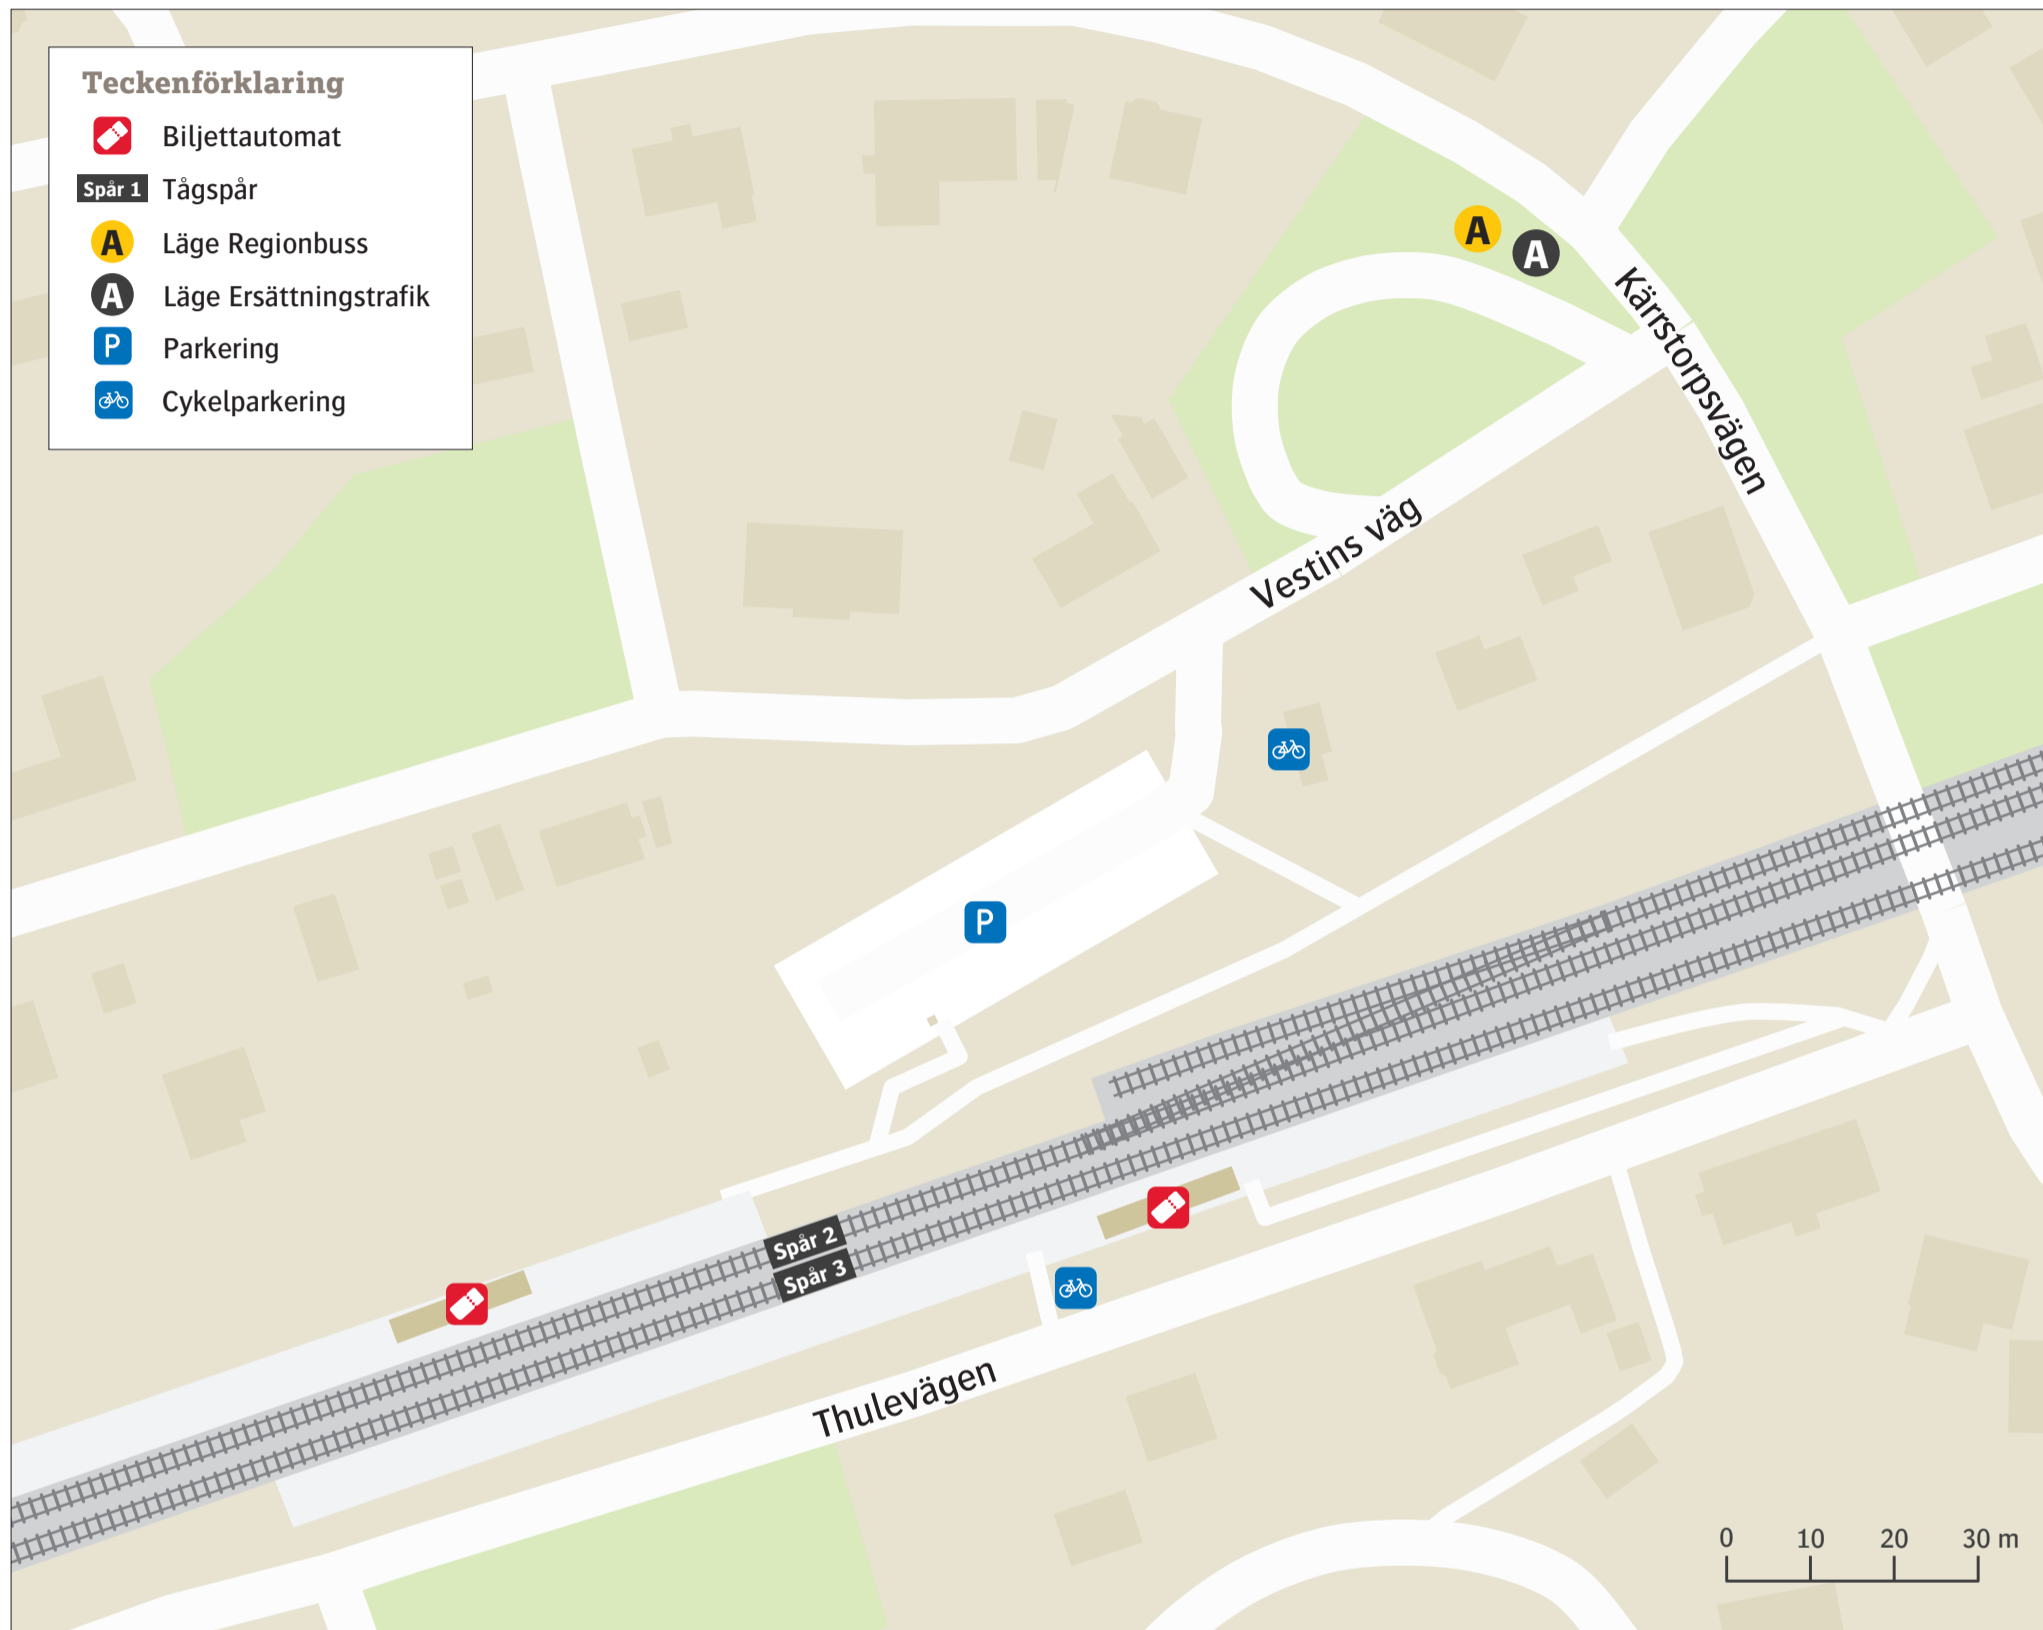 Teckenförklaring
Biljettautomat
Spår 1 Tågspår
A Läge Regionbuss
A Läge Ersättningstrafik
P Parkering
Cykelparkering
A
A
Kärrstorpsvägen
Vestins väg
P
Spår 2
Spår 3
Thulevägen
0 10 20 30 m